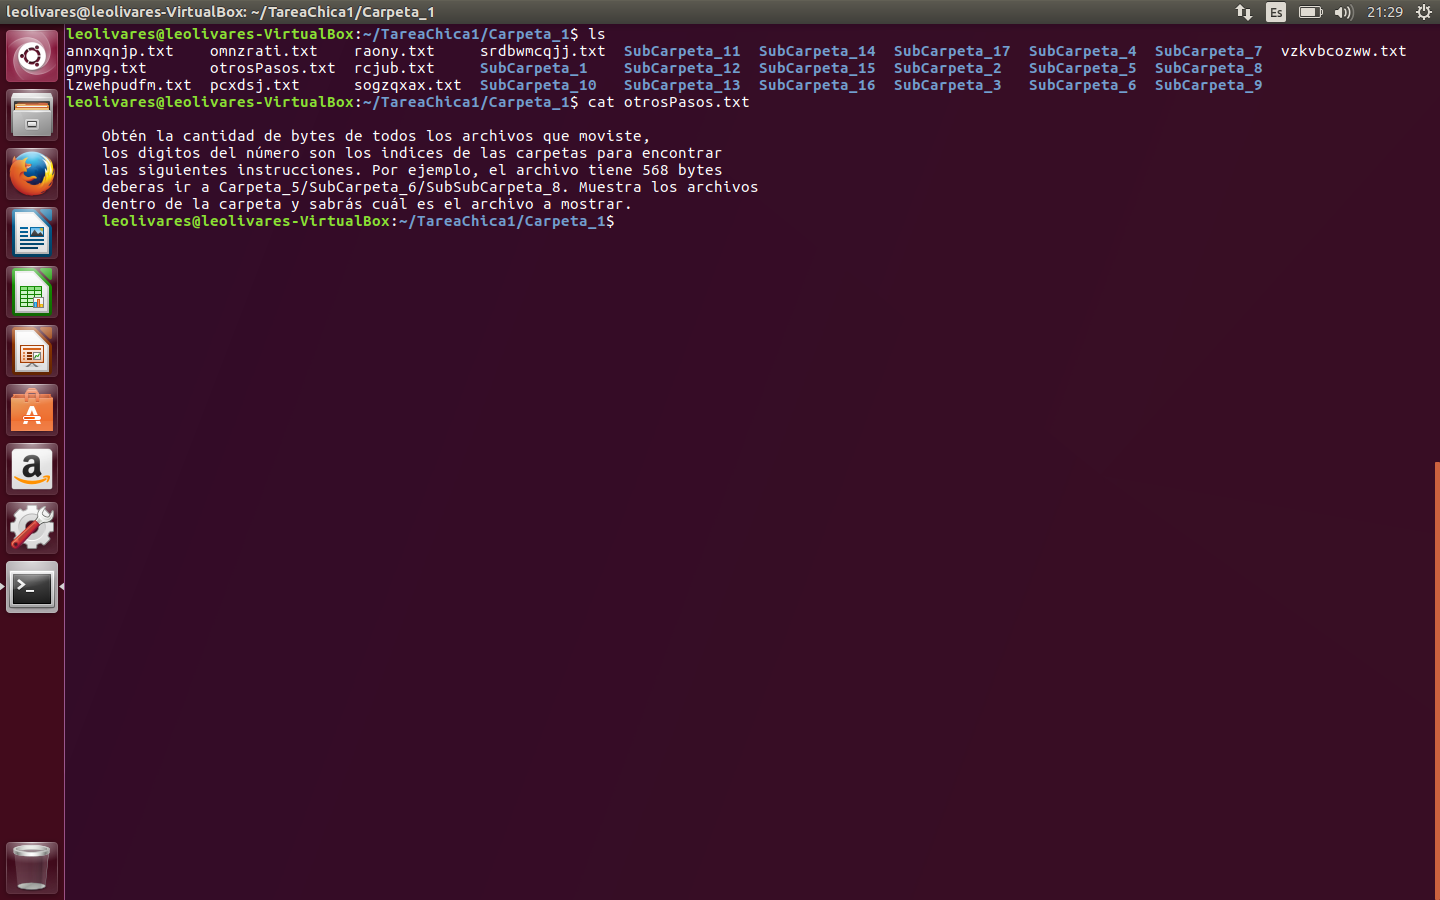 leolivares@leolivares-VirtualBox: ~/TareaChica1/Carpeta_1
Es
21:29
leolivares@leolivares-VirtualBox:~/TareaChica1/Carpeta_1$ ls
annxqnjp.txt omnzrati.txt raony.txt srdbwmcqjj.txt SubCarpeta_11 SubCarpeta_14 SubCarpeta_17 SubCarpeta_4 SubCarpeta_7 vzkvbcozww.txt
gmypg.txt otrosPasos.txt rcjub.txt SubCarpeta_1 SubCarpeta_12 SubCarpeta_15 SubCarpeta_2 SubCarpeta_5 SubCarpeta_8
lzwehpudfm.txt pcxdsj.txt sogzqxax.txt SubCarpeta_10 SubCarpeta_13 SubCarpeta_16 SubCarpeta_3 SubCarpeta_6 SubCarpeta_9
leolivares@leolivares-VirtualBox:~/TareaChica1/Carpeta_1$ cat otrosPasos.txt
Obtén la cantidad de bytes de todos los archivos que moviste,
los digitos del número son los indices de las carpetas para encontrar
las siguientes instrucciones. Por ejemplo, el archivo tiene 568 bytes
deberas ir a Carpeta_5/SubCarpeta_6/SubSubCarpeta_8. Muestra los archivos
dentro de la carpeta y sabrás cuál es el archivo a mostrar.
leolivares@leolivares-VirtualBox:~/TareaChica1/Carpeta_1$